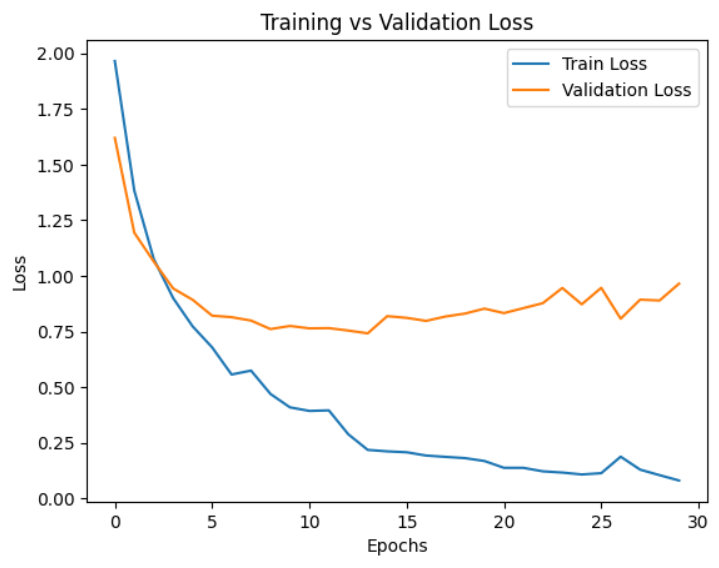 Training vs Validation Loss
Train Loss
Validation Loss
2.00
1.75
1.50
1.25
1.00
0.75
0.50
0.25
0.00
Loss
0 5 10 15 20 25 30
Epochs